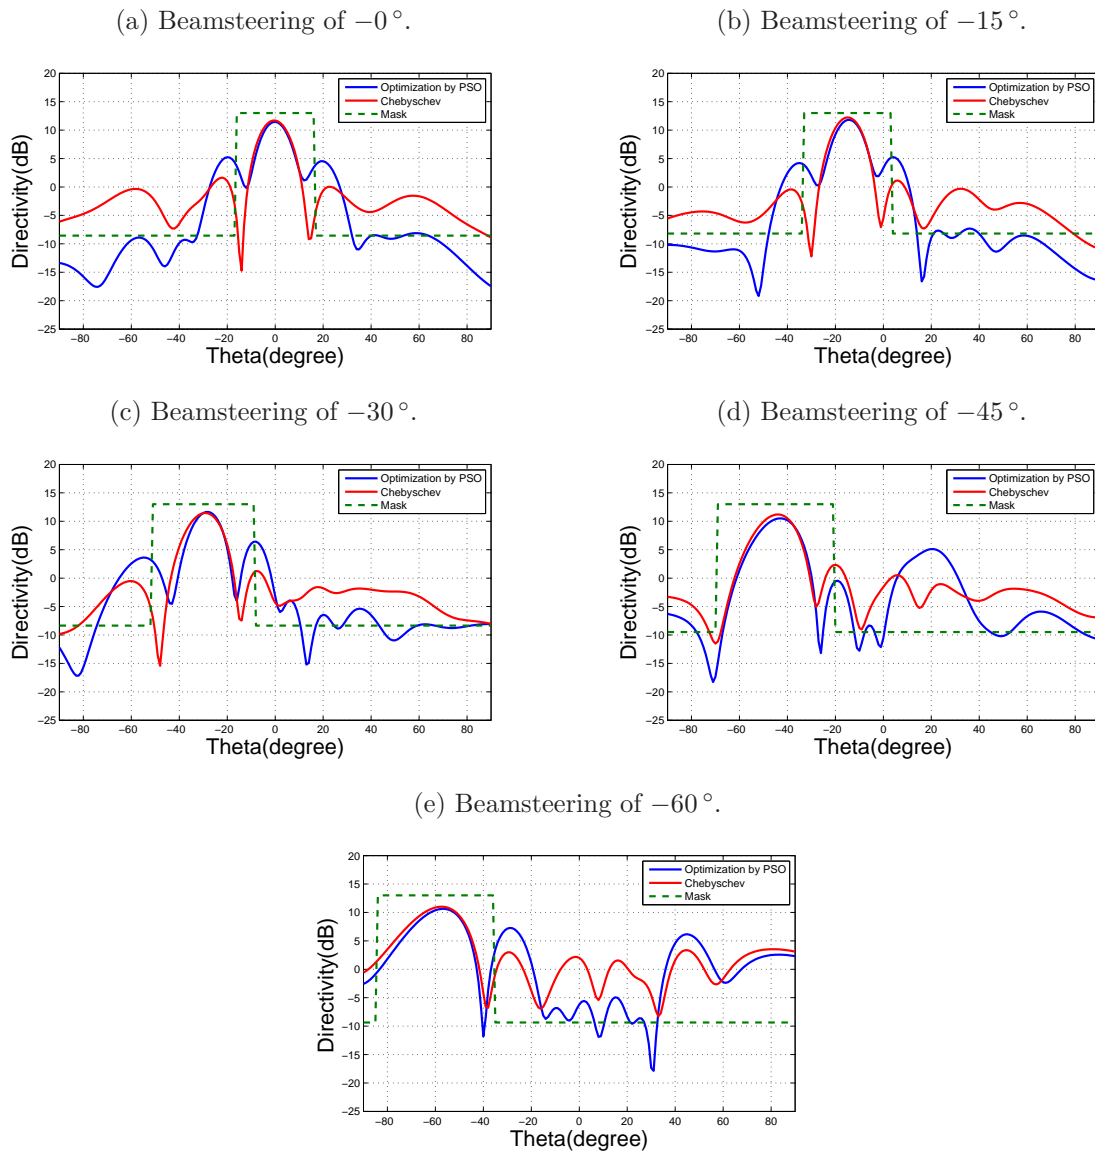 (a) Beamsteering of −0 °.
20
15
10
5
0
−5
−10
−15
−20
−25
−80 −60 −40 −20 0 20 40 60 80
Theta(degree)
Directivity(dB)
Optimization by PSO
Chebyschev
Mask
(b) Beamsteering of −15 °.
20
15
10
5
0
−5
−10
−15
−20
−25
−80 −60 −40 −20 0 20 40 60 80
Theta(degree)
Directivity(dB)
Optimization by PSO
Chebyschev
Mask
(c) Beamsteering of −30 °.
20
15
10
5
0
−5
−10
−15
−20
−25
−80 −60 −40 −20 0 20 40 60 80
Theta(degree)
Directivity(dB)
Optimization by PSO
Chebyschev
Mask
(d) Beamsteering of −45 °.
20
15
10
5
0
−5
−10
−15
−20
−25
−80 −60 −40 −20 0 20 40 60 80
Theta(degree)
Directivity(dB)
Optimization by PSO
Chebyschev
Mask
(e) Beamsteering of −60 °.
20
15
10
5
0
−5
−10
−15
−20
−25
−80 −60 −40 −20 0 20 40 60 80
Theta(degree)
Directivity(dB)
Optimization by PSO
Chebyschev
Mask